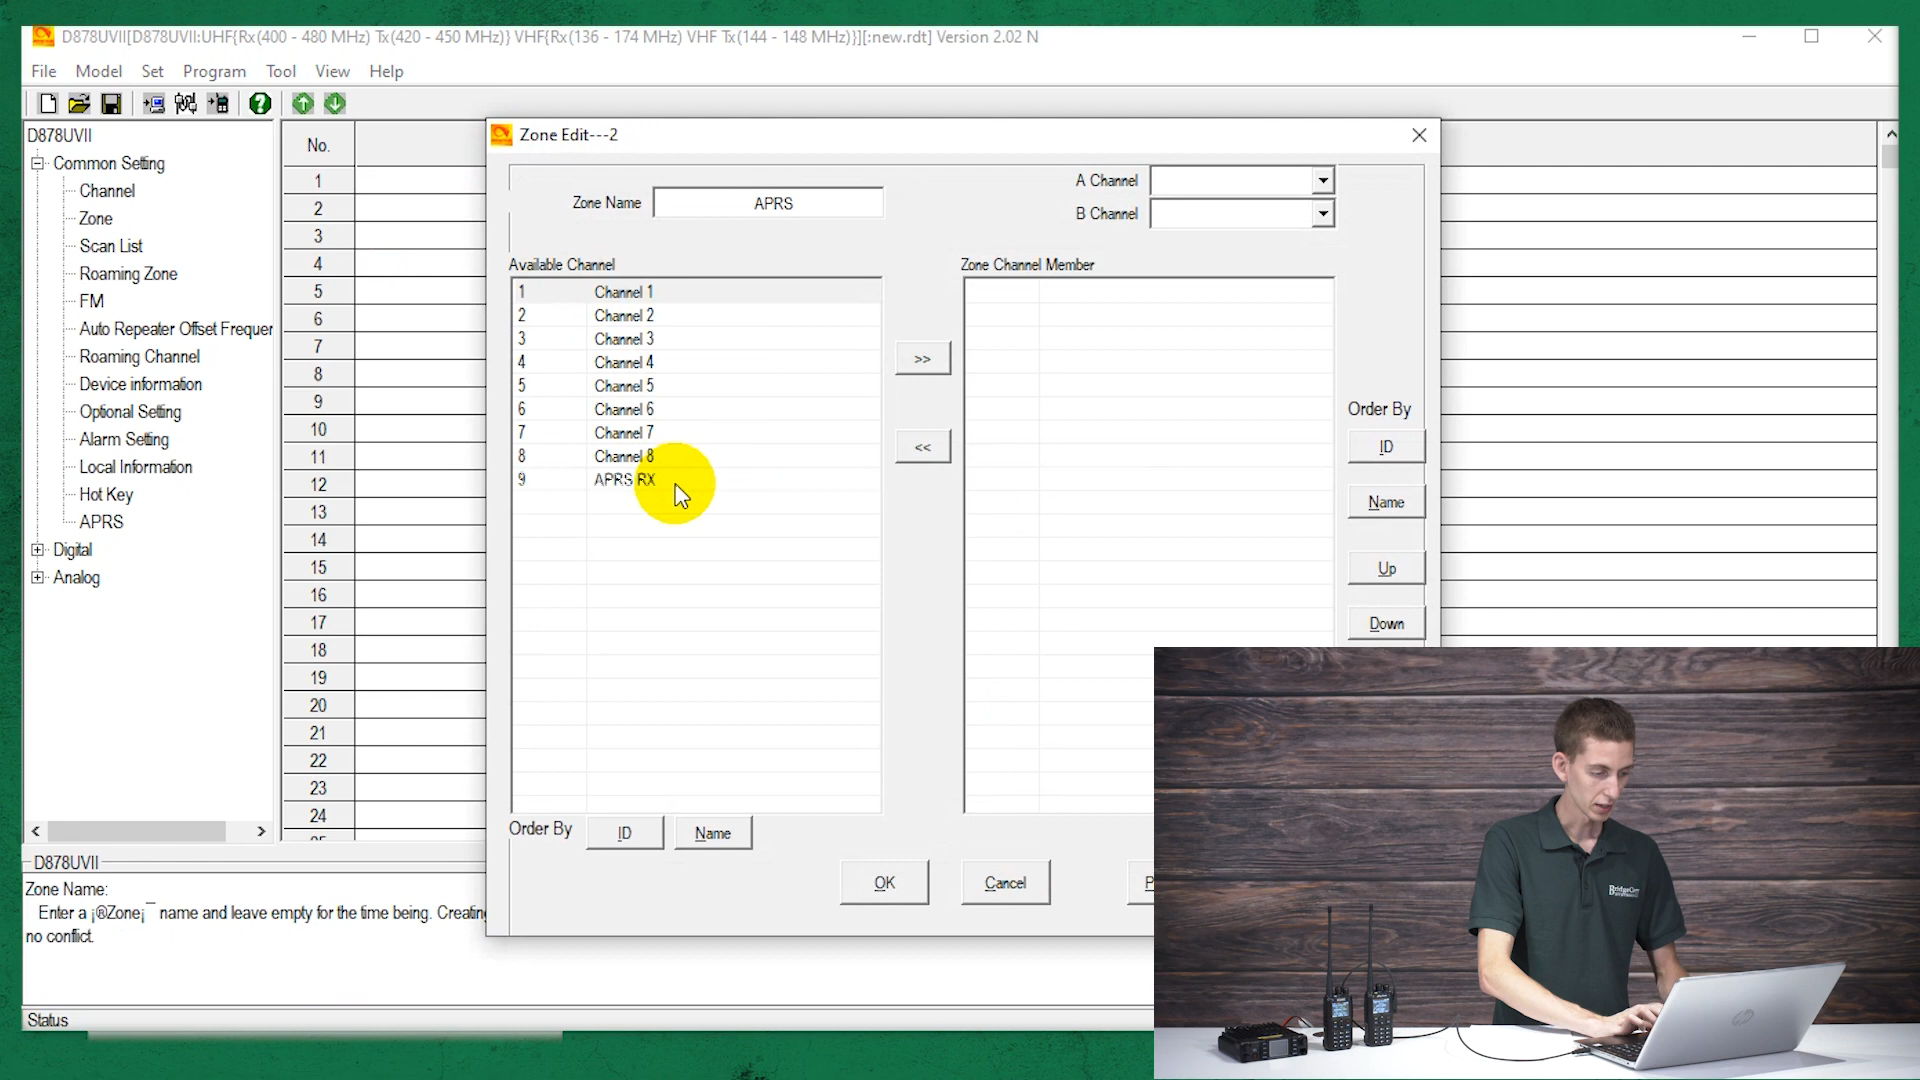 D878UVII[D878UVII:UHF{Rx(400 - 480 MHz) Tx(420 - 450 MHz)} VHF{Rx(136 - 174 MHz) VHF Tx(144 - 148 MHz)}][:new.rdt] Version 2.02 N
File Model Set Program Tool View Help
D878UVII
Common Setting
Channel
Zone
Scan List
Roaming Zone
FM
Auto Repeater Offset Frequer
Roaming Channel
Device information
Optional Setting
Alarm Setting
Local Information
Hot Key
APRS
Digital
Analog
No.
1
2
3
4
5
6
7
8
9
10
11
12
13
14
15
16
17
18
19
20
21
22
23
24
Zone Edit---2
Zone Name APRS
A Channel
B Channel
Available Channel
1 Channel 1
2 Channel 2
3 Channel 3
4 Channel 4
5 Channel 5
6 Channel 6
7 Channel 7
8 Channel 8
9 APRS RX
>>
<<
Zone Channel Member
Order By
ID
Name
Up
Down
Order By ID Name
OK Cancel P
D878UVII
Zone Name:
Enter a ¡®Zone¡¯ name and leave empty for the time being. Creating
no conflict.
Status